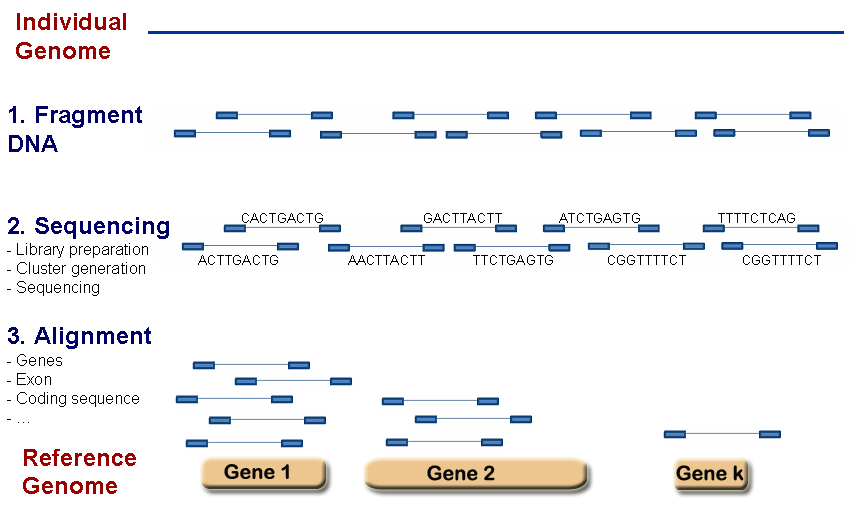 Individual
Genome
1. Fragment
DNA
2. Sequencing
- Library preparation
- Cluster generation
- Sequencing
CACTGACTG
GACTTACTT
ATCTGAGTG
TTTTCTCAG
ACTTGACTG
AACTTACTT
TTCTGAGTG
CGGTTTTCT
CGGTTTTCT
3. Alignment
- Genes
- Exon
- Coding sequence
- ...
Reference
Genome
Gene 1
Gene 2
Gene k